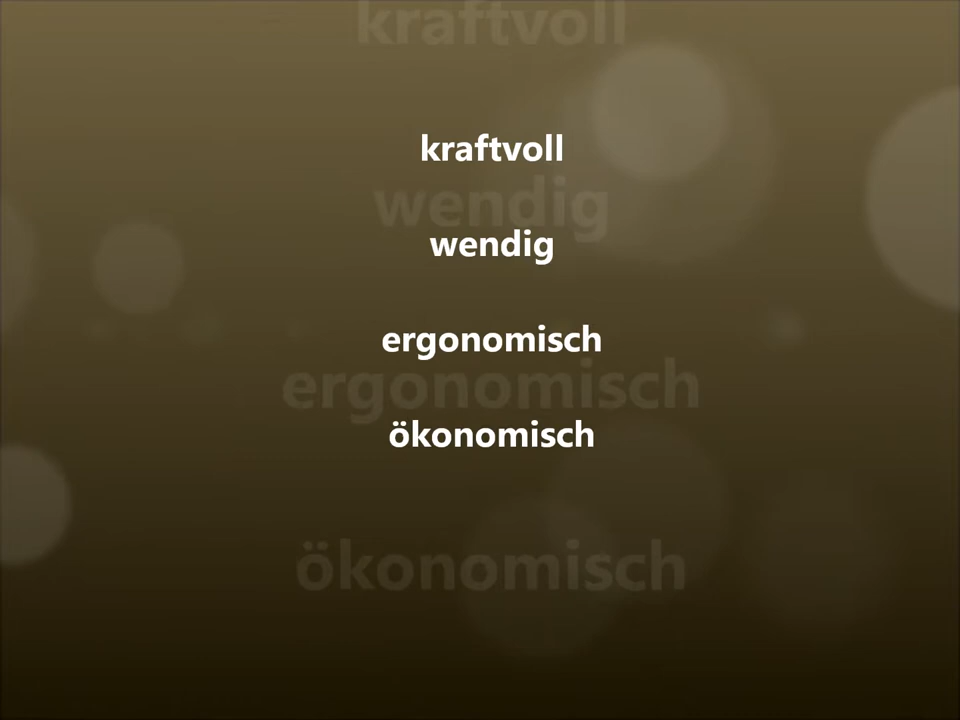 kraftvoll
kraftvoll
wendig
wendig
ergonomisch
ergonomisch
ökonomisch
ökonomisch